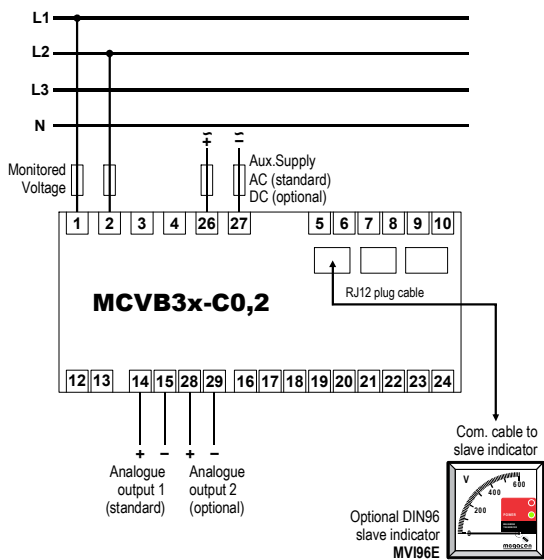 L1
L2
L3
N
Monitored
Voltage
+
−
Aux.Supply
AC (standard)
DC (optional)
1 2 3 4 26 27 5 6 7 8 9 10
RJ12 plug cable
MCVB3x-C0,2
12 13 14 15 28 29 16 17 18 19 20 21 22 23 24
+ − + −
Analogue
output 1
(standard)
Analogue
output 2
(optional)
Com. cable to
slave indicator
V
0 200 400 600
POWER
Optional DIN96
slave indicator
MVI96E